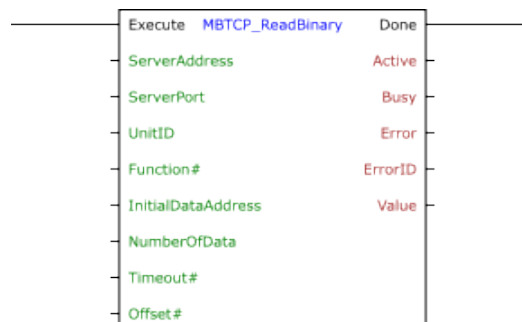 Execute MBTCP_ReadBinary Done
ServerAddress Active
ServerPort Busy
UnitID Error
Function# ErrorID
InitialDataAddress Value
NumberOfData
Timeout#
Offset#